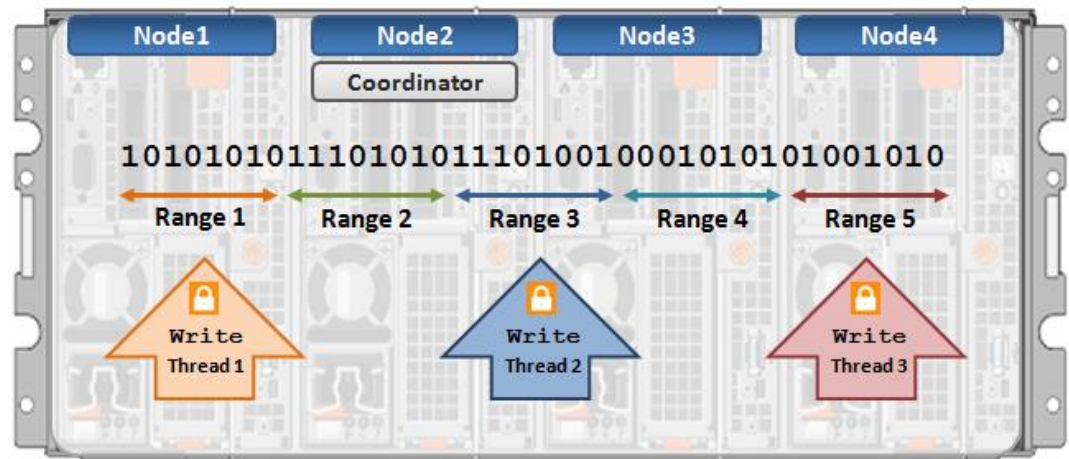 Node1 Node2 Node3 Node4
Coordinator
1010101011101010111010010001010101001010
Range 1 Range 2 Range 3 Range 4 Range 5
Write Write Write
Thread 1 Thread 2 Thread 3